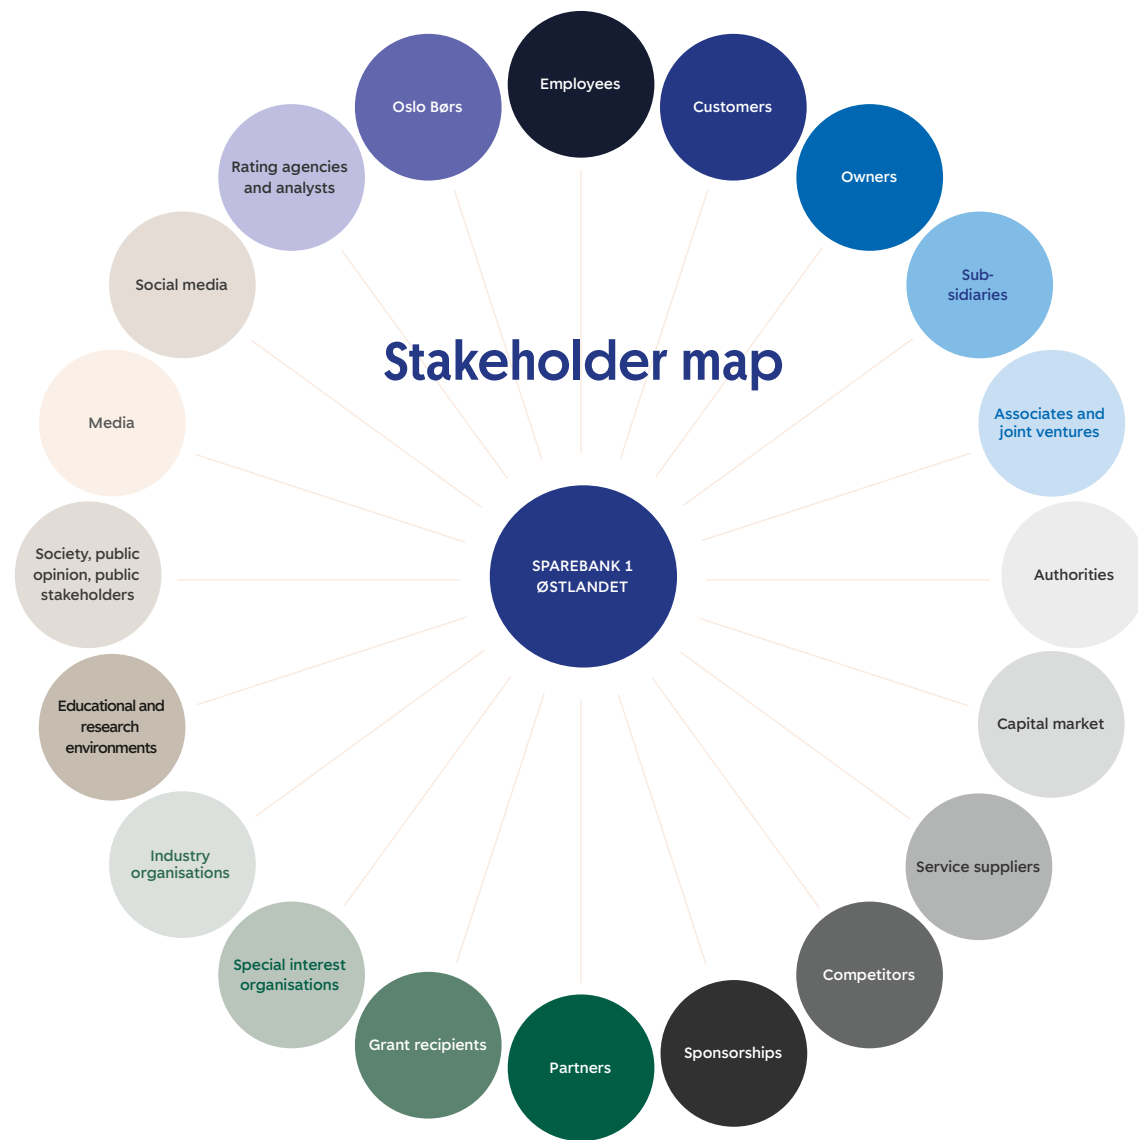 Employees
Oslo Børs
Customers
Rating agencies
and analysts
Owners
Social media
Sub-
sidiaries
Stakeholder map
Media
Associates and
joint ventures
Society, public
opinion, public
stakeholders
SPAREBANK 1
ØSTLANDET
Authorities
Educational and
research
environments
Capital market
Industry
organisations
Service suppliers
Special interest
organisations
Competitors
Grant recipients
Partners
Sponsorships